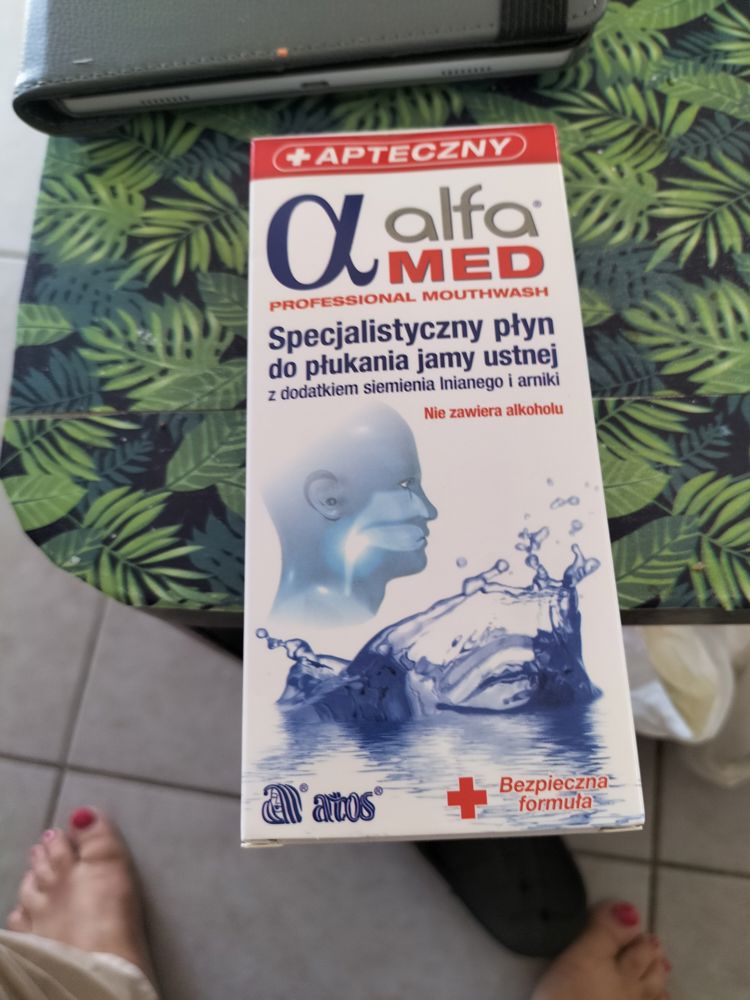 + APTECZNY
α alfa®
MED
PROFESSIONAL MOUTHWASH
Specjalistyczny płyn
do płukania jamy ustnej
z dodatkiem siemienia lnianego i arniki
Nie zawiera alkoholu
® atos®
Bezpieczna
formuła